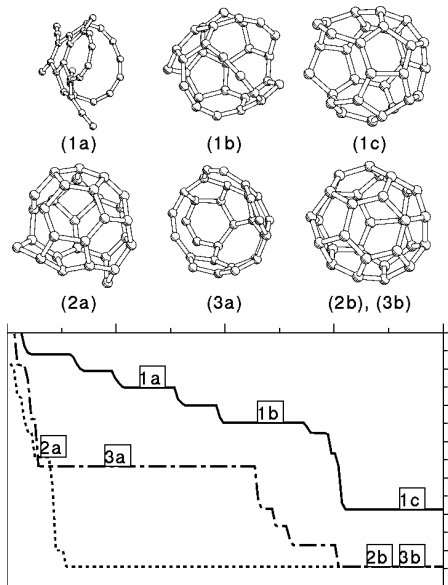 (1a) (1b) (1c)
(2a) (3a) (2b), (3b)
1a
1b
2a
3a
1c
2b 3b